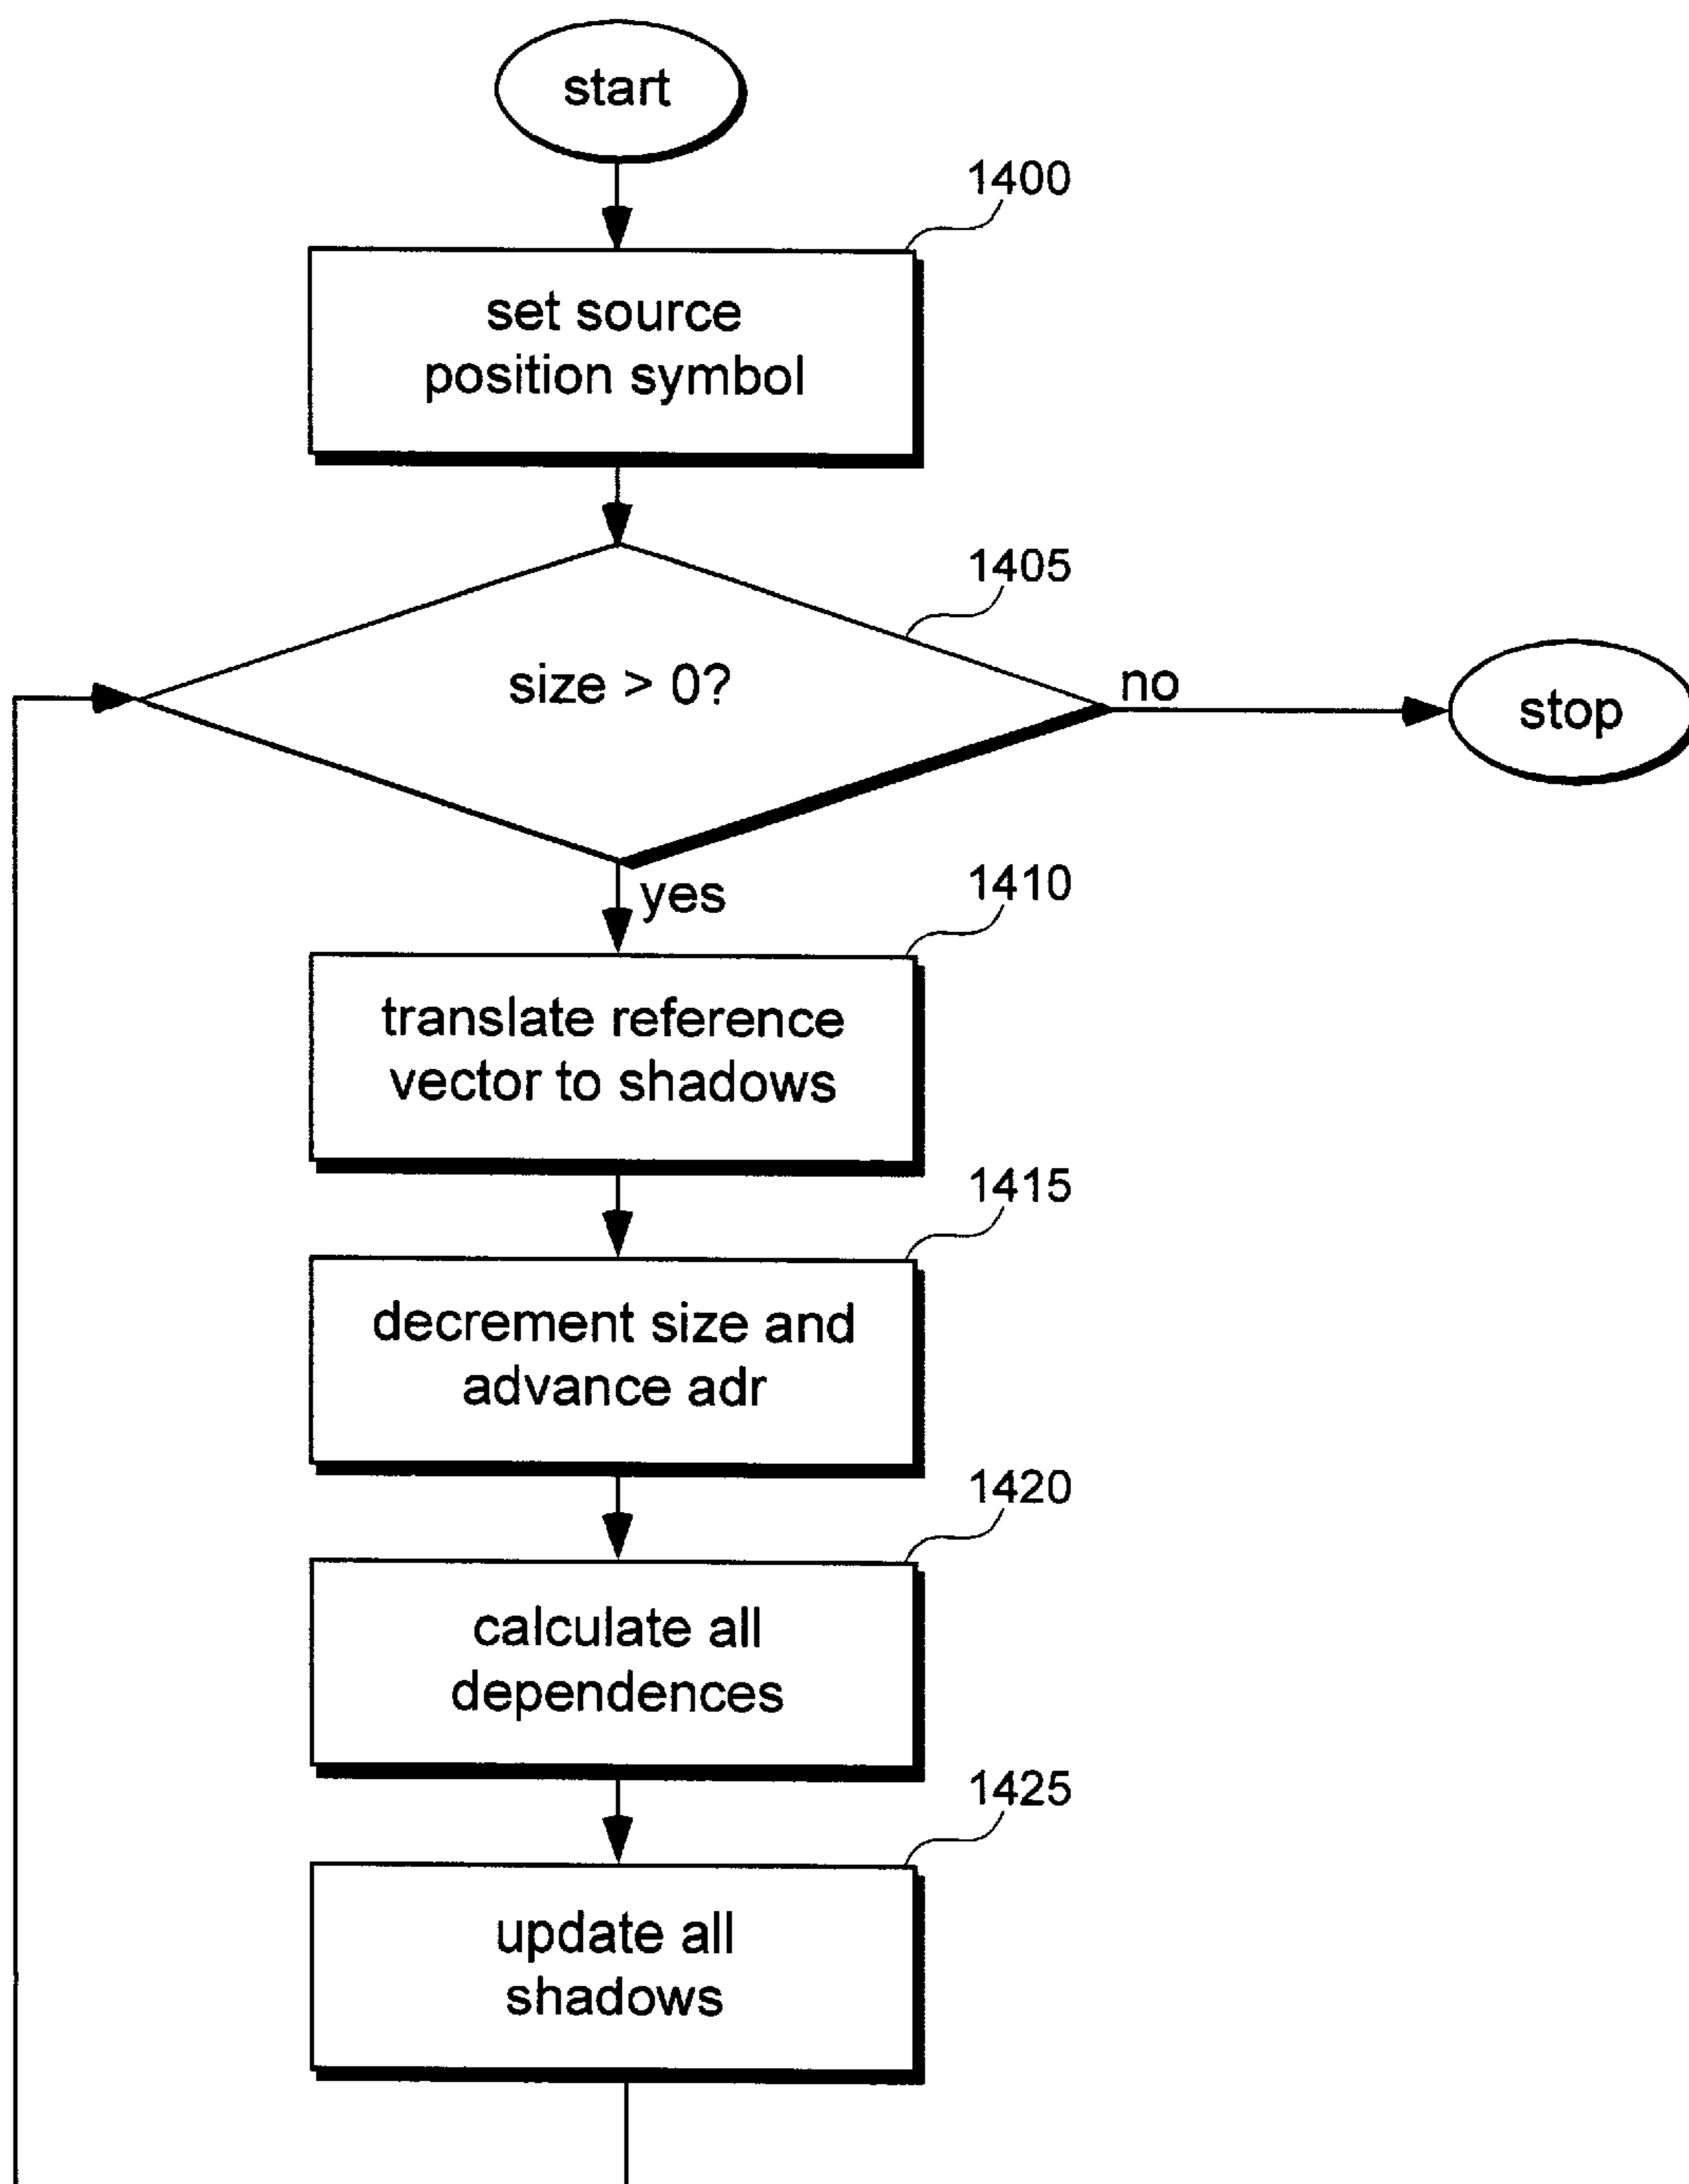 start
1400
set source
position symbol
1405
size > 0?
no
stop
yes
1410
translate reference
vector to shadows
1415
decrement size and
advance adr
1420
calculate all
dependences
1425
update all
shadows